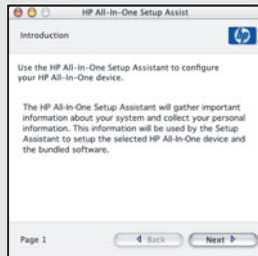 HP All-In-One Setup Assist
Introduction
hp
Use the HP All-In-One Setup Assistant to configure
your HP All-In-One device.
The HP All-In-One Setup Assistant will gather important
information about your system and collect your personal
information. This information will be used by the Setup
Assistant to setup the selected HP All-In-One device and
the bundled software.
Page 1
Back
Next